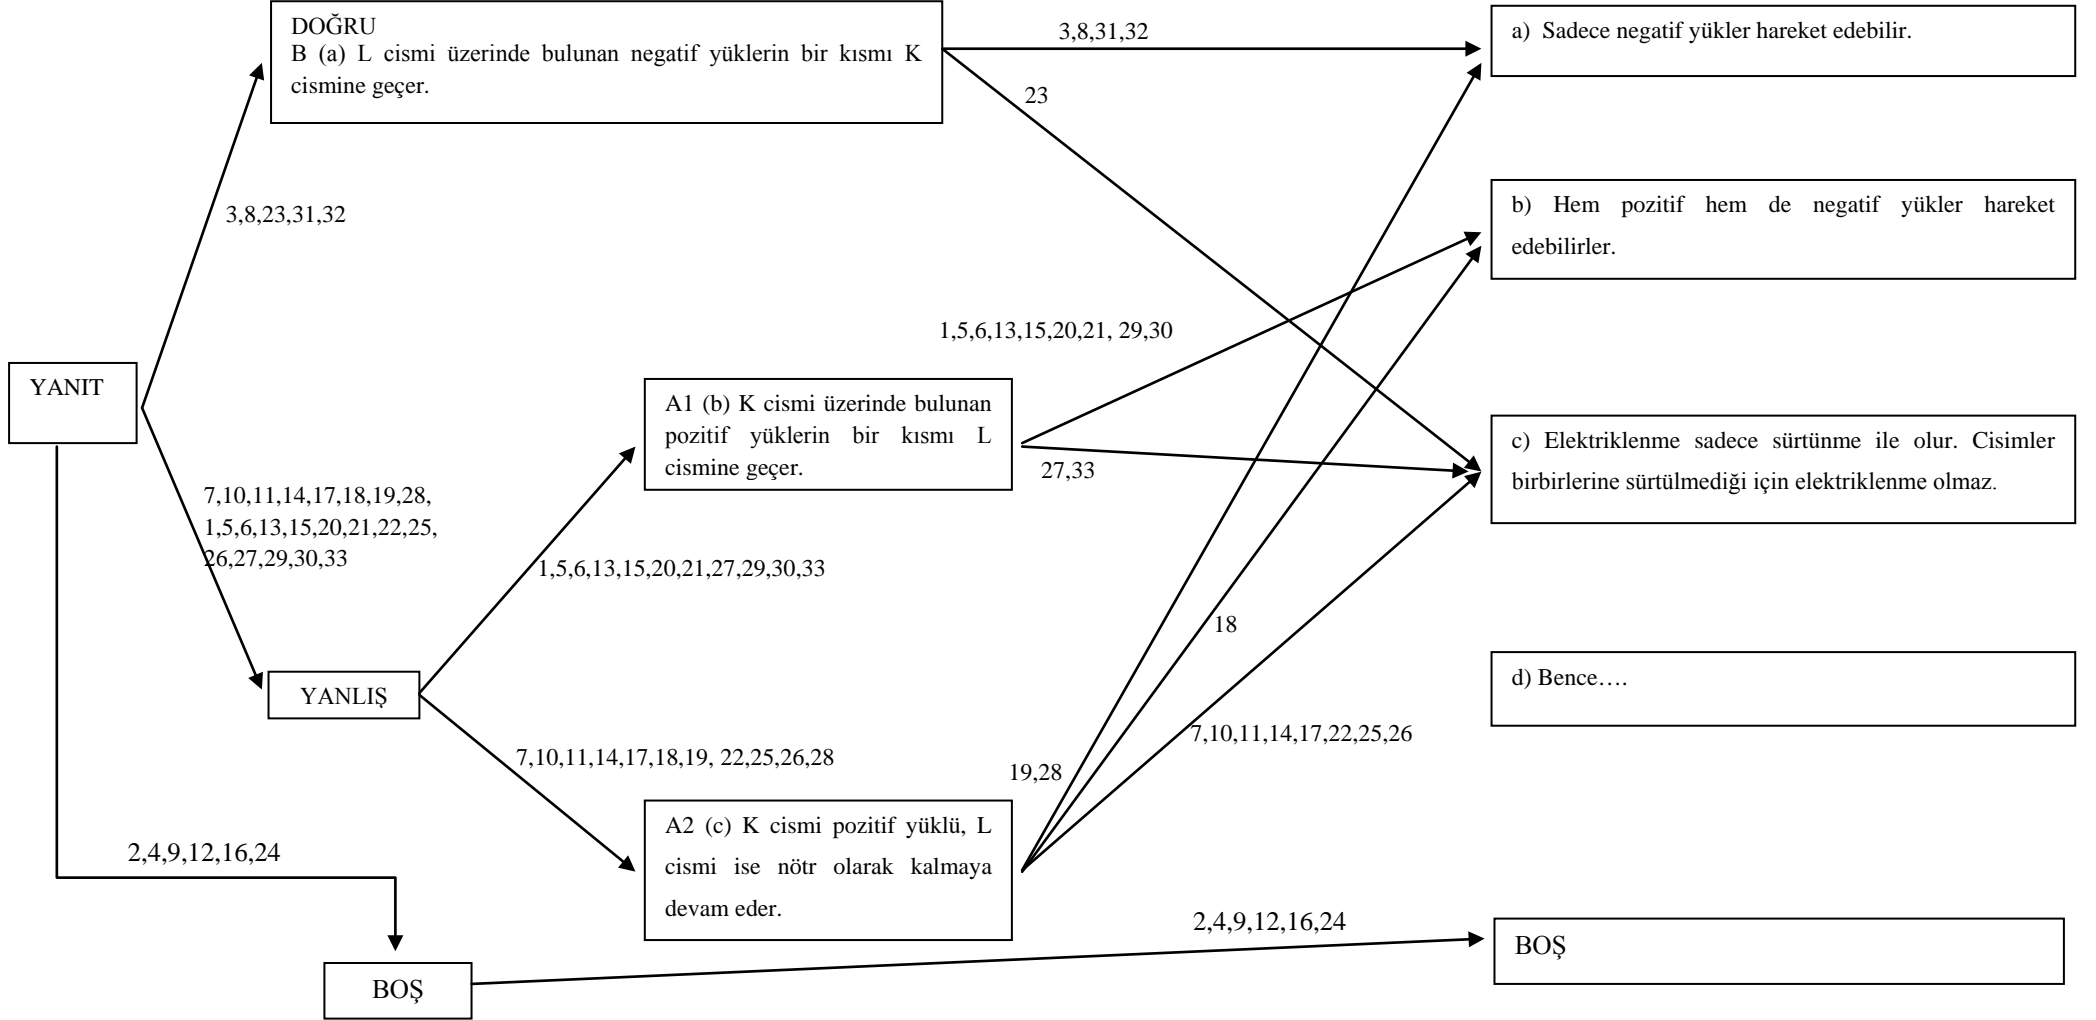 DOĞRU
B (a) L cismi üzerinde bulunan negatif yüklerin bir kısmı K
cismine geçer.
3,8,31,32
a) Sadece negatif yükler hareket edebilir.
23
3,8,23,31,32
b) Hem pozitif hem de negatif yükler hareket
edebilirler.
1,5,6,13,15,20,21, 29,30
YANIT
A1 (b) K cismi üzerinde bulunan
pozitif yüklerin bir kısmı L
cismine geçer.
27,33
c) Elektriklenme sadece sürtünme ile olur. Cisimler
birbirlerine sürtülmediği için elektriklenme olmaz.
7,10,11,14,17,18,19,28,
1,5,6,13,15,20,21,22,25,
26,27,29,30,33
1,5,6,13,15,20,21,27,29,30,33
18
YANLIŞ
d) Bence….
7,10,11,14,17,18,19, 22,25,26,28
7,10,11,14,17,22,25,26
19,28
A2 (c) K cismi pozitif yüklü, L
cismi ise nötr olarak kalmaya
devam eder.
2,4,9,12,16,24
2,4,9,12,16,24
BOŞ
BOŞ